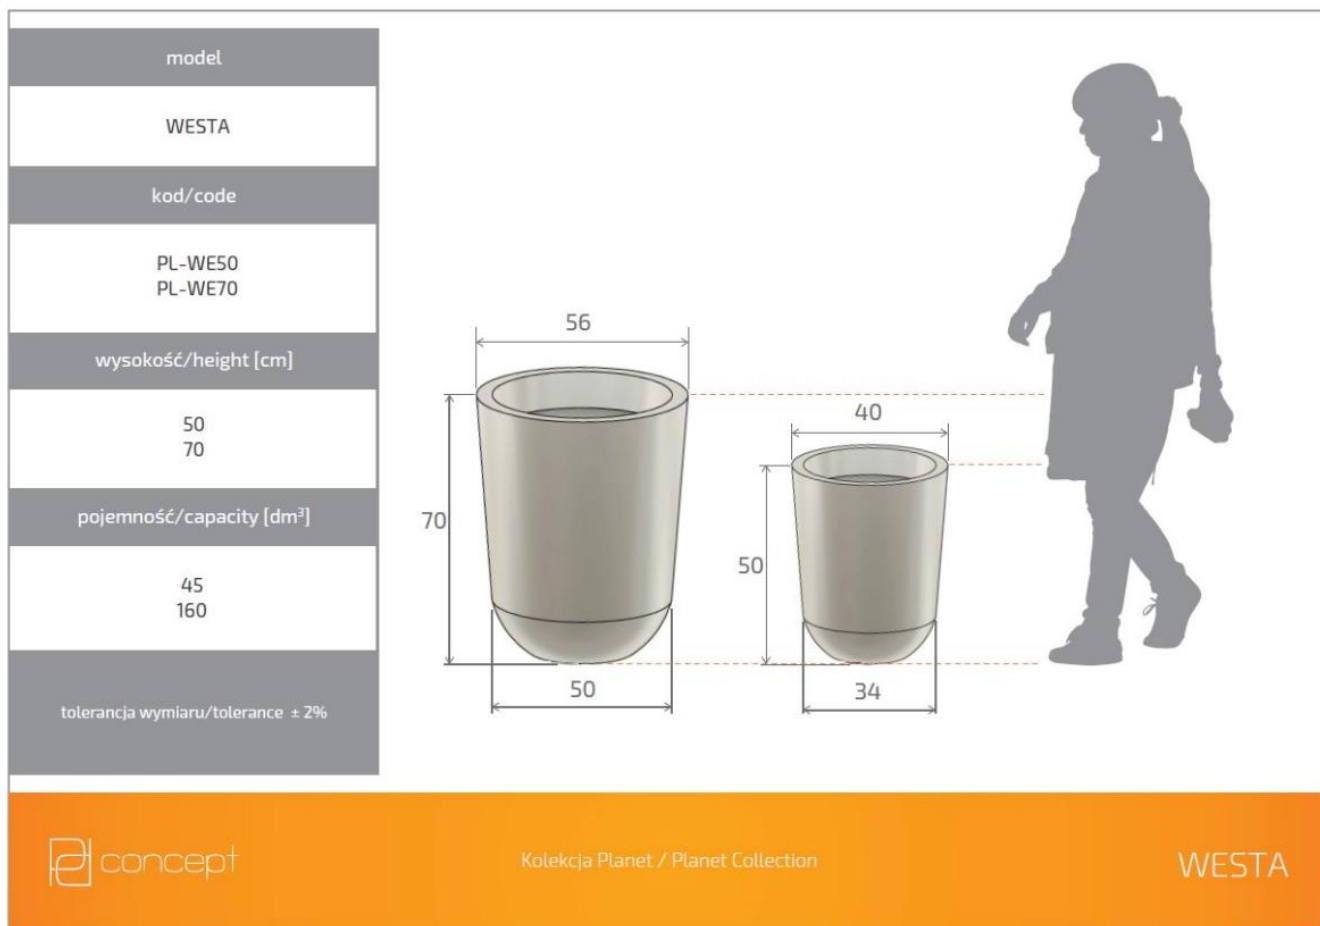 model
WESTA
kod/code
PL-WE50
PL-WE70
wysokość/height [cm]
50
70
pojemność/capacity [dm³]
45
160
tolerancja wymiaru/tolerance ± 2%
56
70
50
40
50
34
concept
Kolekcja Planet / Planet Collection
WESTA